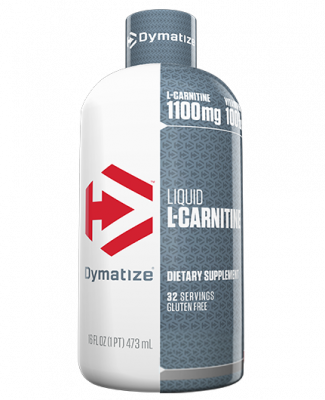 Dymatize
L-CARNITINE
1100mg
LIQUID
L-CARNITINE
Dymatize®
DIETARY SUPPLEMENT
32 SERVINGS
GLUTEN FREE
16 FL OZ (1 PT) 473 mL